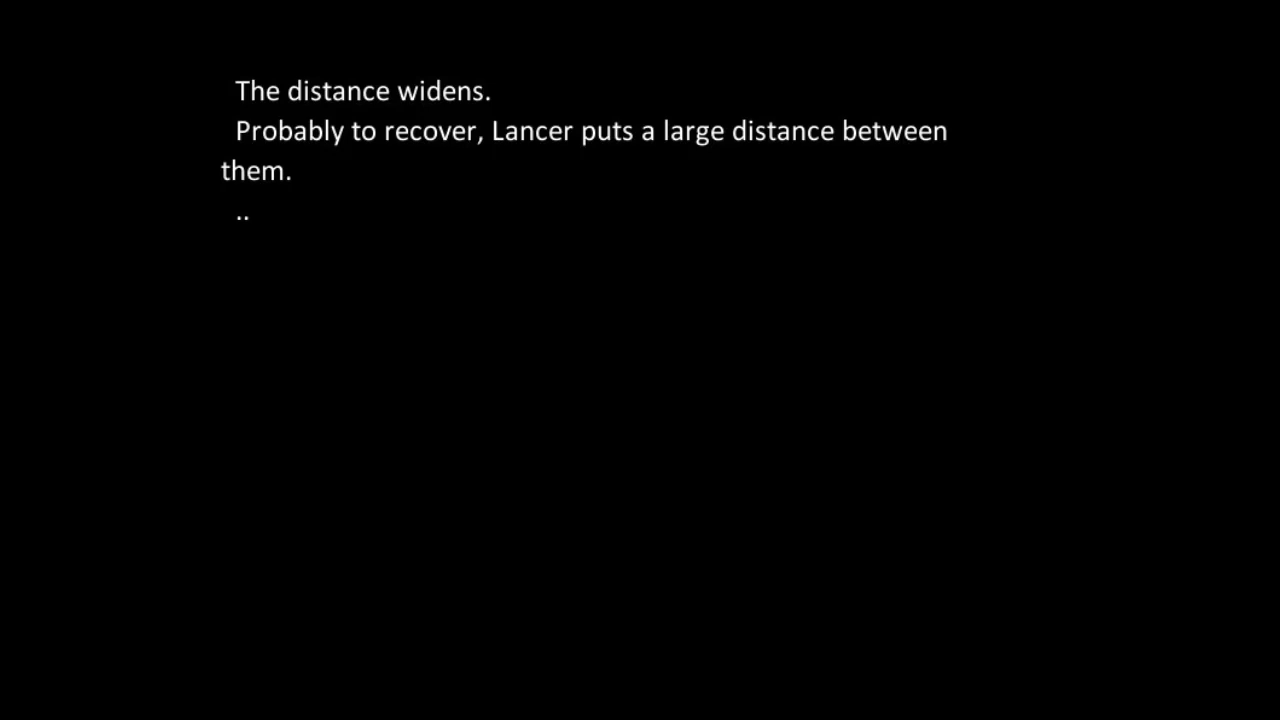 The distance widens.
Probably to recover, Lancer puts a large distance between
them.
..